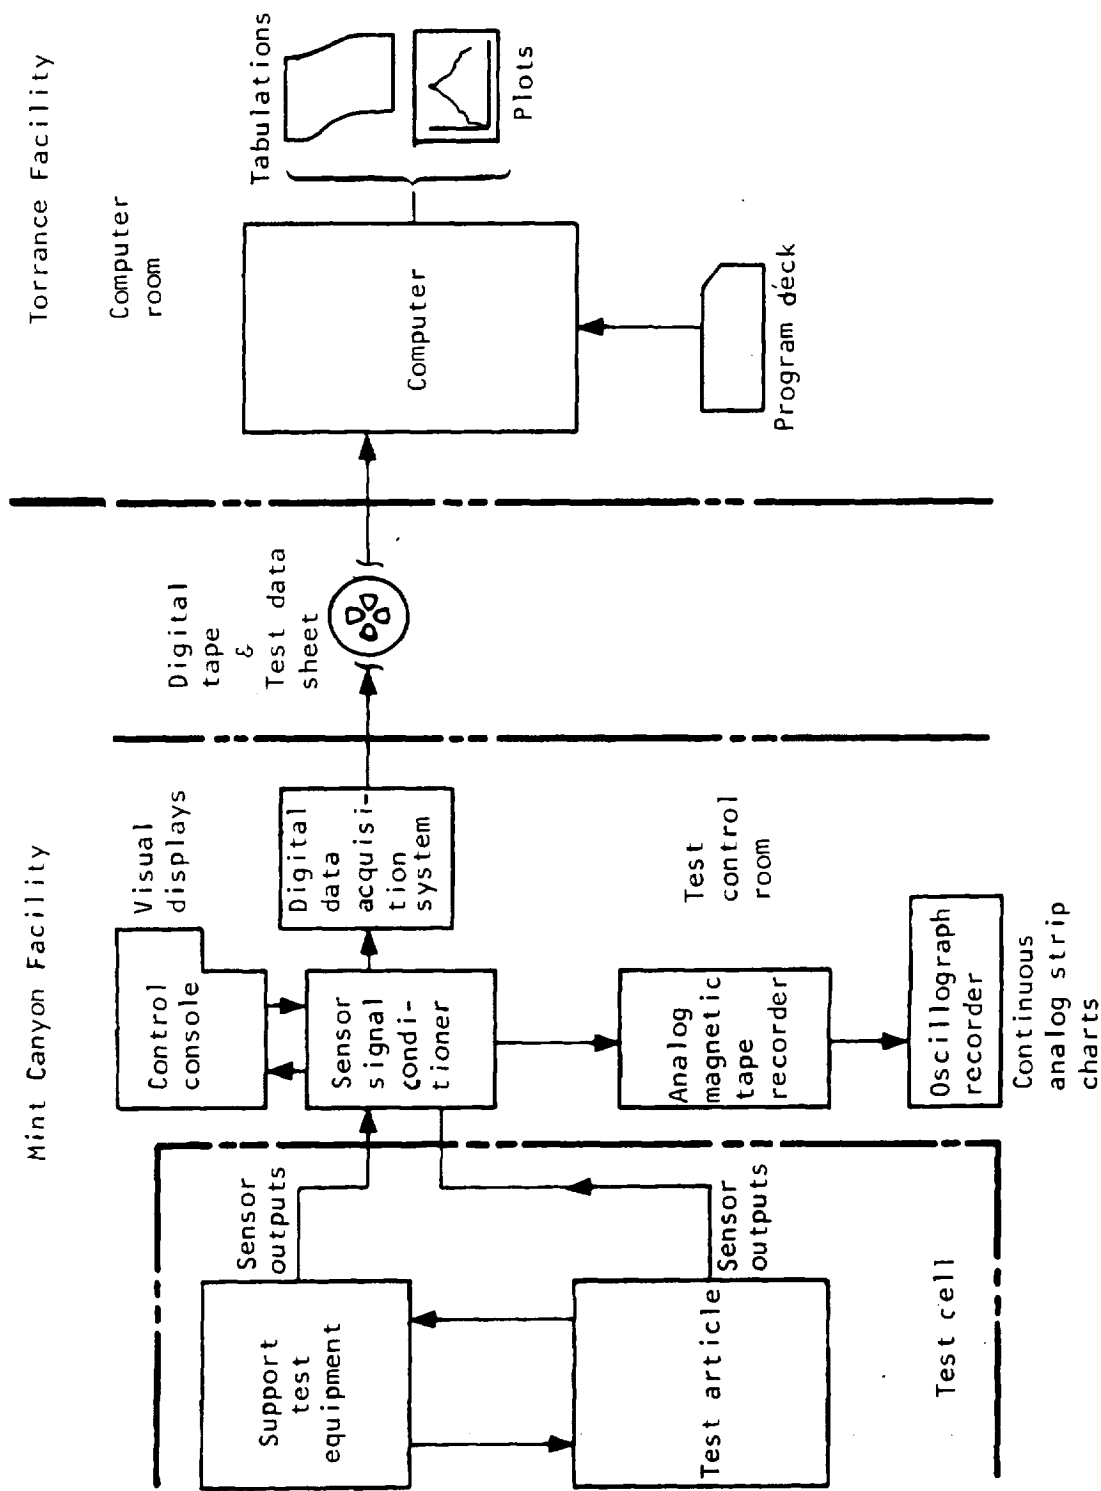 Mint Canyon Facility
Torrance Facility
Support
test
equipment
Sensor
outputs
Test article
Sensor
outputs
Test cell
Control
console
Visual
displays
Sensor
signal
condi-
tioner
Digital
data
acquisi-
tion
system
Analog
magnetic
tape
recorder
Oscillograph
recorder
Continuous
analog strip
charts
Test
control
room
Digital
tape
&
Test data
sheet
Computer
room
Computer
Program deck
Tabulations
Plots